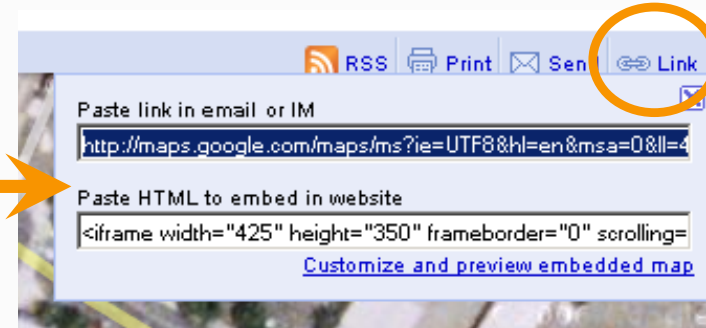 RSS Print Send Link
Paste link in email or IM
http://maps.google.com/maps/ms?ie=UTF8&hl=en&msa=0&ll=4
Paste HTML to embed in website
<iframe width="425" height="350" frameborder="0" scrolling=
Customize and preview embedded map